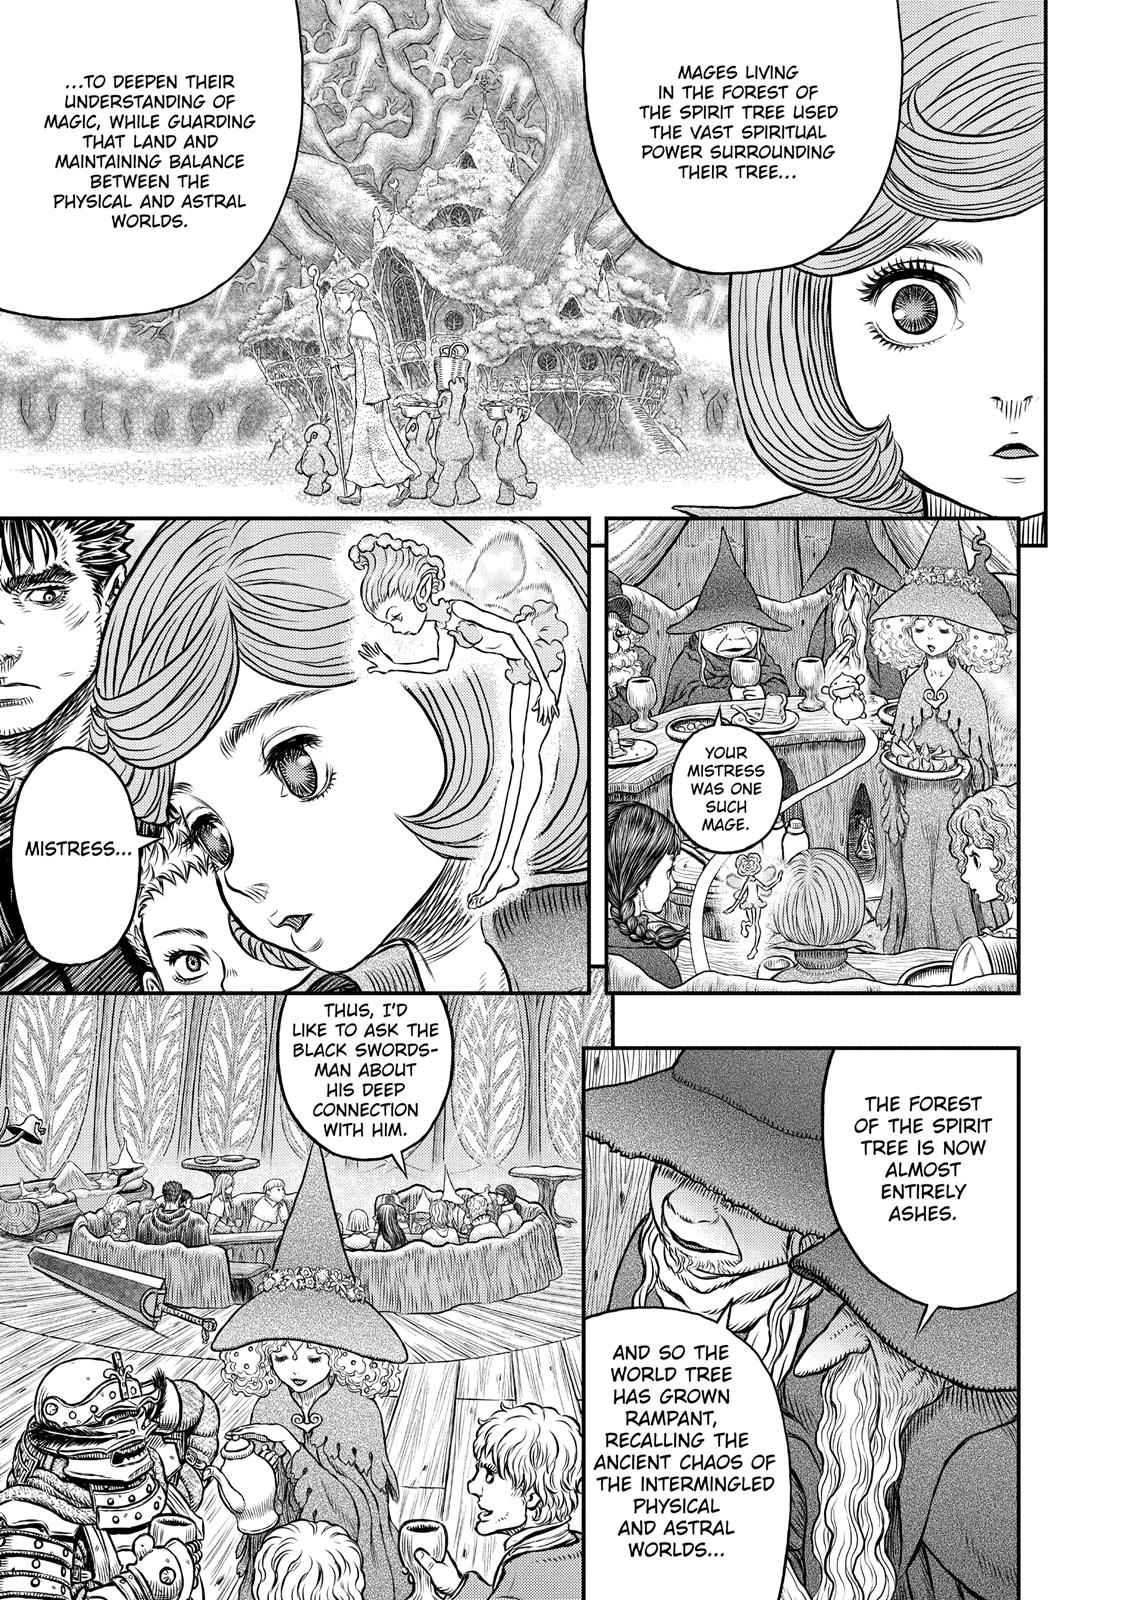 MAGES LIVING
IN THE FOREST OF
THE SPIRIT TREE USED
THE VAST SPIRITUAL
POWER SURROUNDING
THEIR TREE...
...TO DEEPEN THEIR
UNDERSTANDING OF
MAGIC, WHILE GUARDING
THAT LAND AND
MAINTAINING BALANCE
BETWEEN THE
PHYSICAL AND ASTRAL
WORLDS.
YOUR
MISTRESS
WAS ONE
SUCH
MAGE.
MISTRESS...
THE FOREST
OF THE SPIRIT
TREE IS NOW
ALMOST
ENTIRELY
ASHES.
AND SO THE
WORLD TREE
HAS GROWN
RAMPANT,
RECALLING THE
ANCIENT CHAOS OF
THE INTERMINGLED
PHYSICAL
AND ASTRAL
WORLDS...
THUS, I'D
LIKE TO ASK THE
BLACK SWORDS-
MAN ABOUT
HIS DEEP
CONNECTION
WITH HIM.